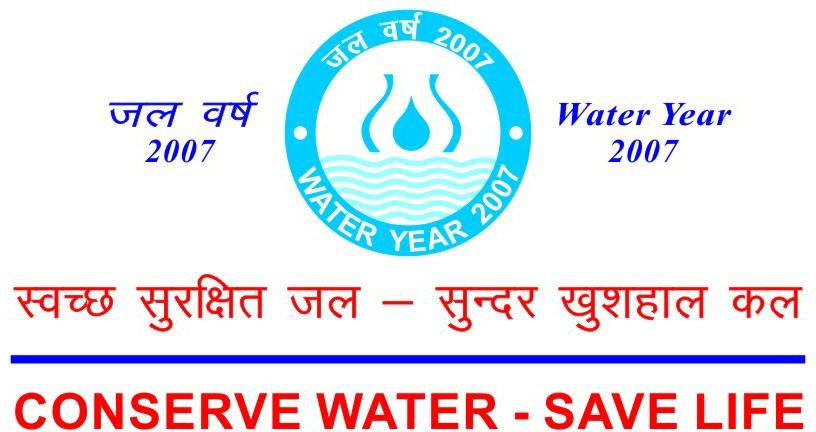 जल वर्ष 2007
जल वर्ष
2007
Water Year
2007
WATER YEAR 2007
स्वच्छ सुरक्षित जल – सुन्दर खुशहाल कल
CONSERVE WATER - SAVE LIFE